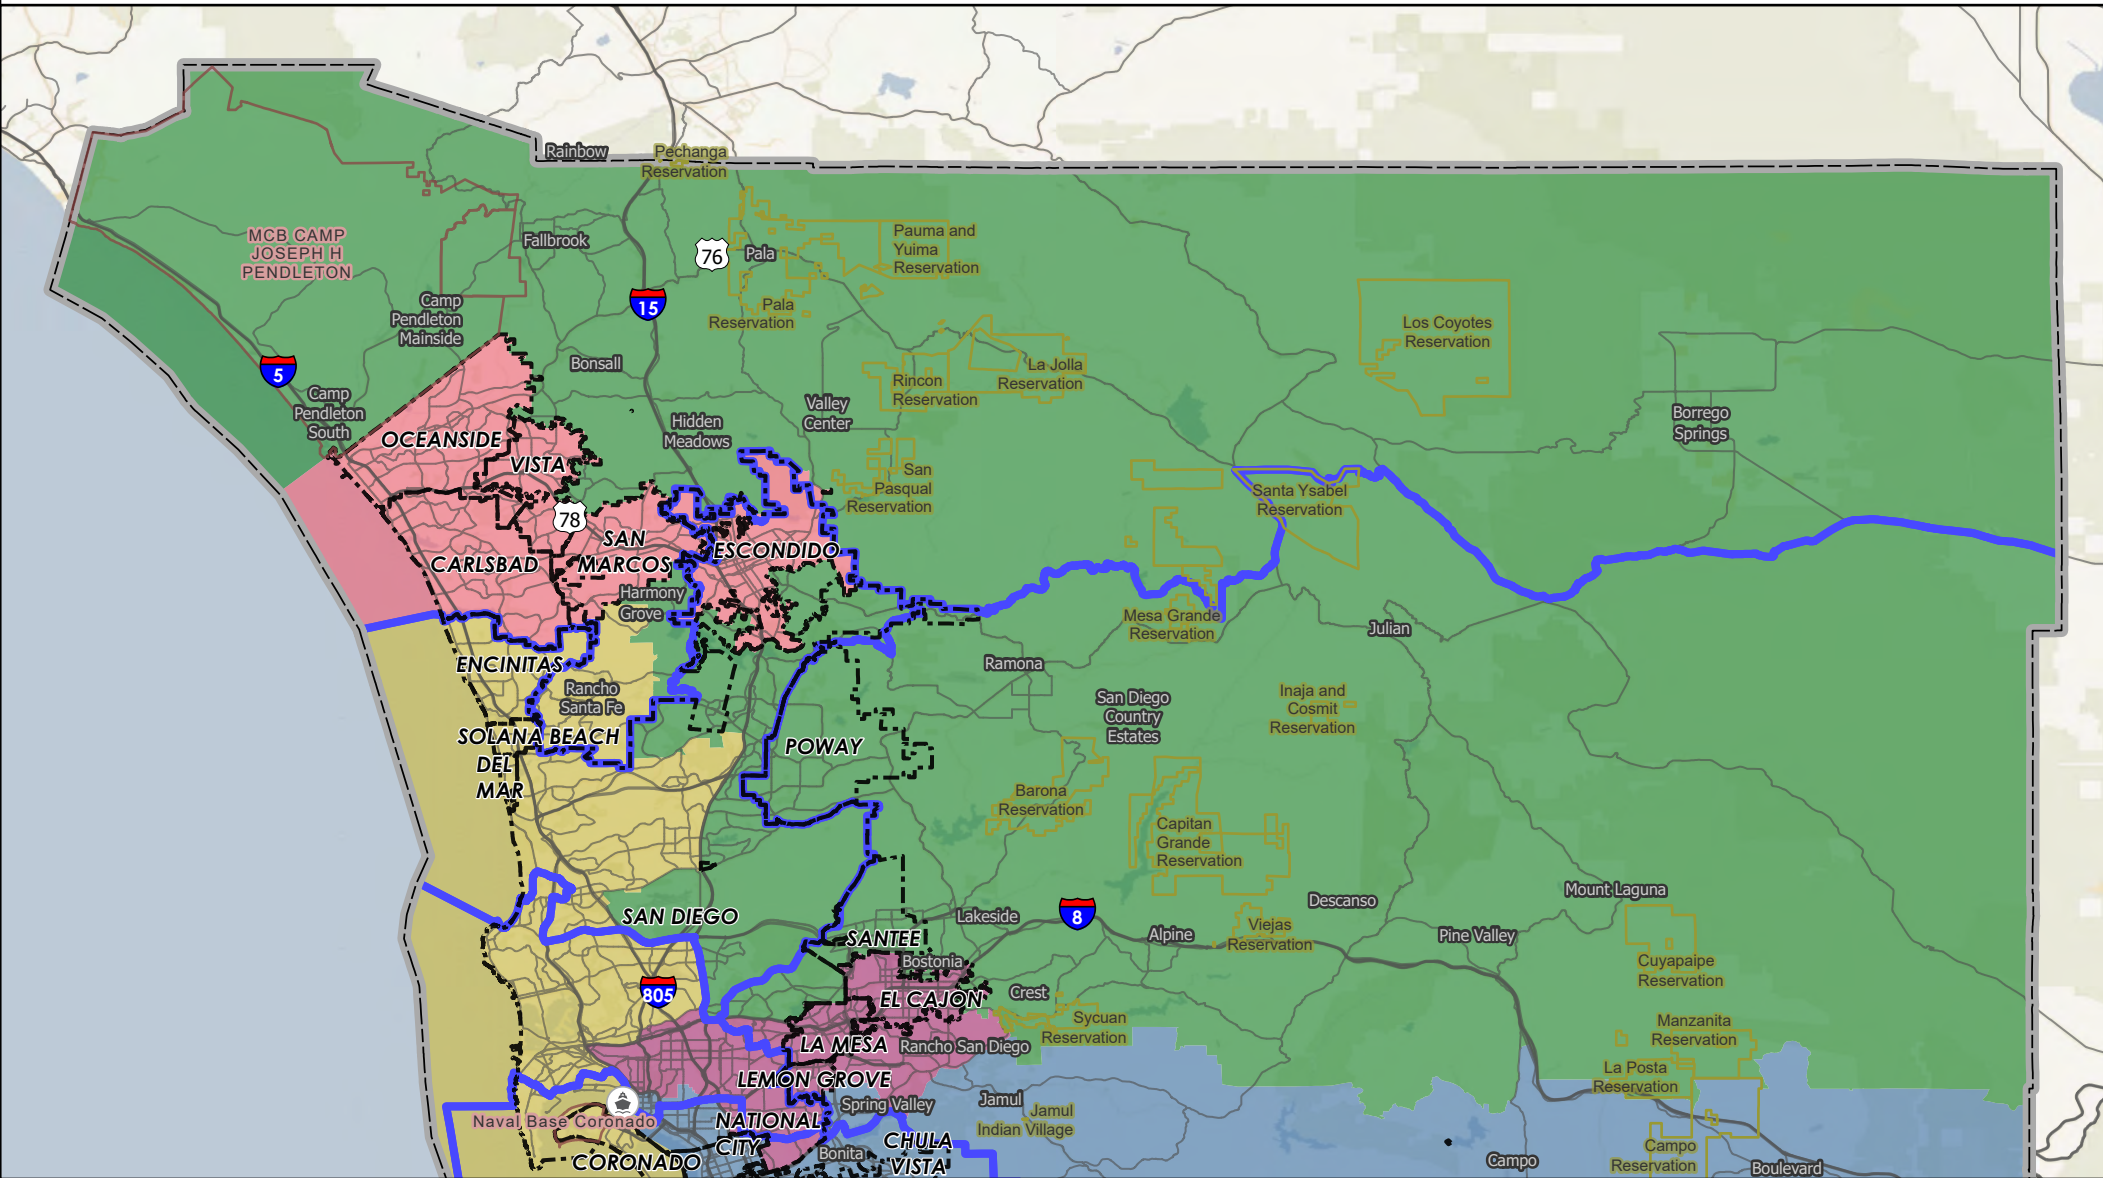 Rainbow
Pechanga
Reservation
MCB CAMP
JOSEPH H
PENDLETON
Fallbrook
76
Pala
Pauma and
Yuima
Reservation
Camp
Pendleton
Mainside
15
Pala
Reservation
Los Coyotes
Reservation
5
Bonsall
La Jolla
Reservation
Rincon
Reservation
Camp
Pendleton
South
Hidden
Meadows
Valley
Center
Borrego
Springs
OCEANSIDE
VISTA
San
Pasqual
Reservation
Santa Ysabel
Reservation
78
SAN
MARCOS
ESCONDIDO
CARLSBAD
Harmony
Grove
Mesa Grande
Reservation
Julian
ENCINITAS
Ramona
Rancho
Santa Fe
San Diego
Country
Estates
Inaja and
Cosmit
Reservation
SOLANA BEACH
POWAY
DEL
MAR
Barona
Reservation
Capitan
Grande
Reservation
SAN DIEGO
Lakeside
8
Descanso
Mount Laguna
SANTEE
Alpine
Viejas
Reservation
Pine Valley
Bostonia
Cuyapaipe
Reservation
805
EL CAJON
Crest
Sycuan
Reservation
Manzanita
Reservation
LA MESA
Rancho San Diego
LEMON GROVE
La Posta
Reservation
Spring Valley
Jamul
Jamul
Indian Village
Naval Base Coronado
NATIONAL
CITY
CHULA
VISTA
Bonita
CORONADO
Campo
Campo
Reservation
Boulevard